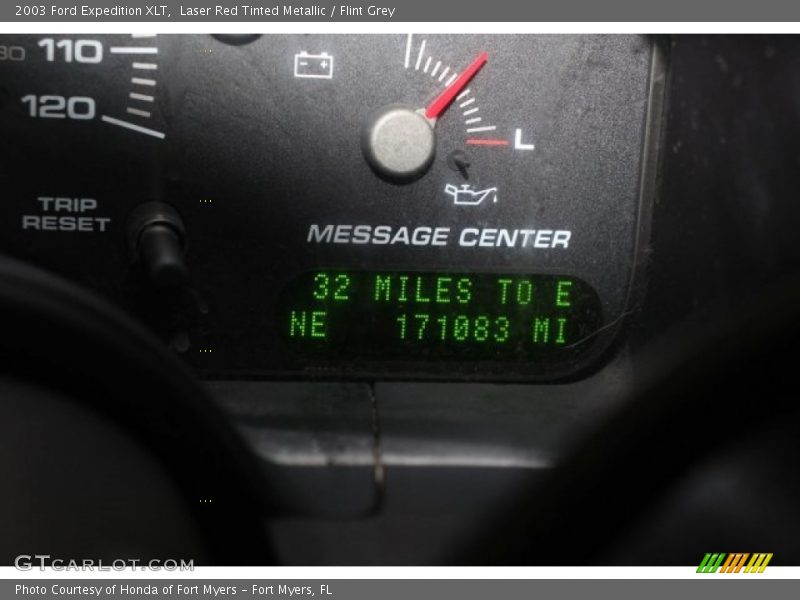 2003 Ford Expedition XLT,  Laser Red Tinted Metallic / Flint Grey
110
120
- +
L
TRIP
RESET
MESSAGE CENTER
32 MILES TO E
NE 171083 MI
GTCARLOT.COM
Photo Courtesy of Honda of Fort Myers – Fort Myers, FL